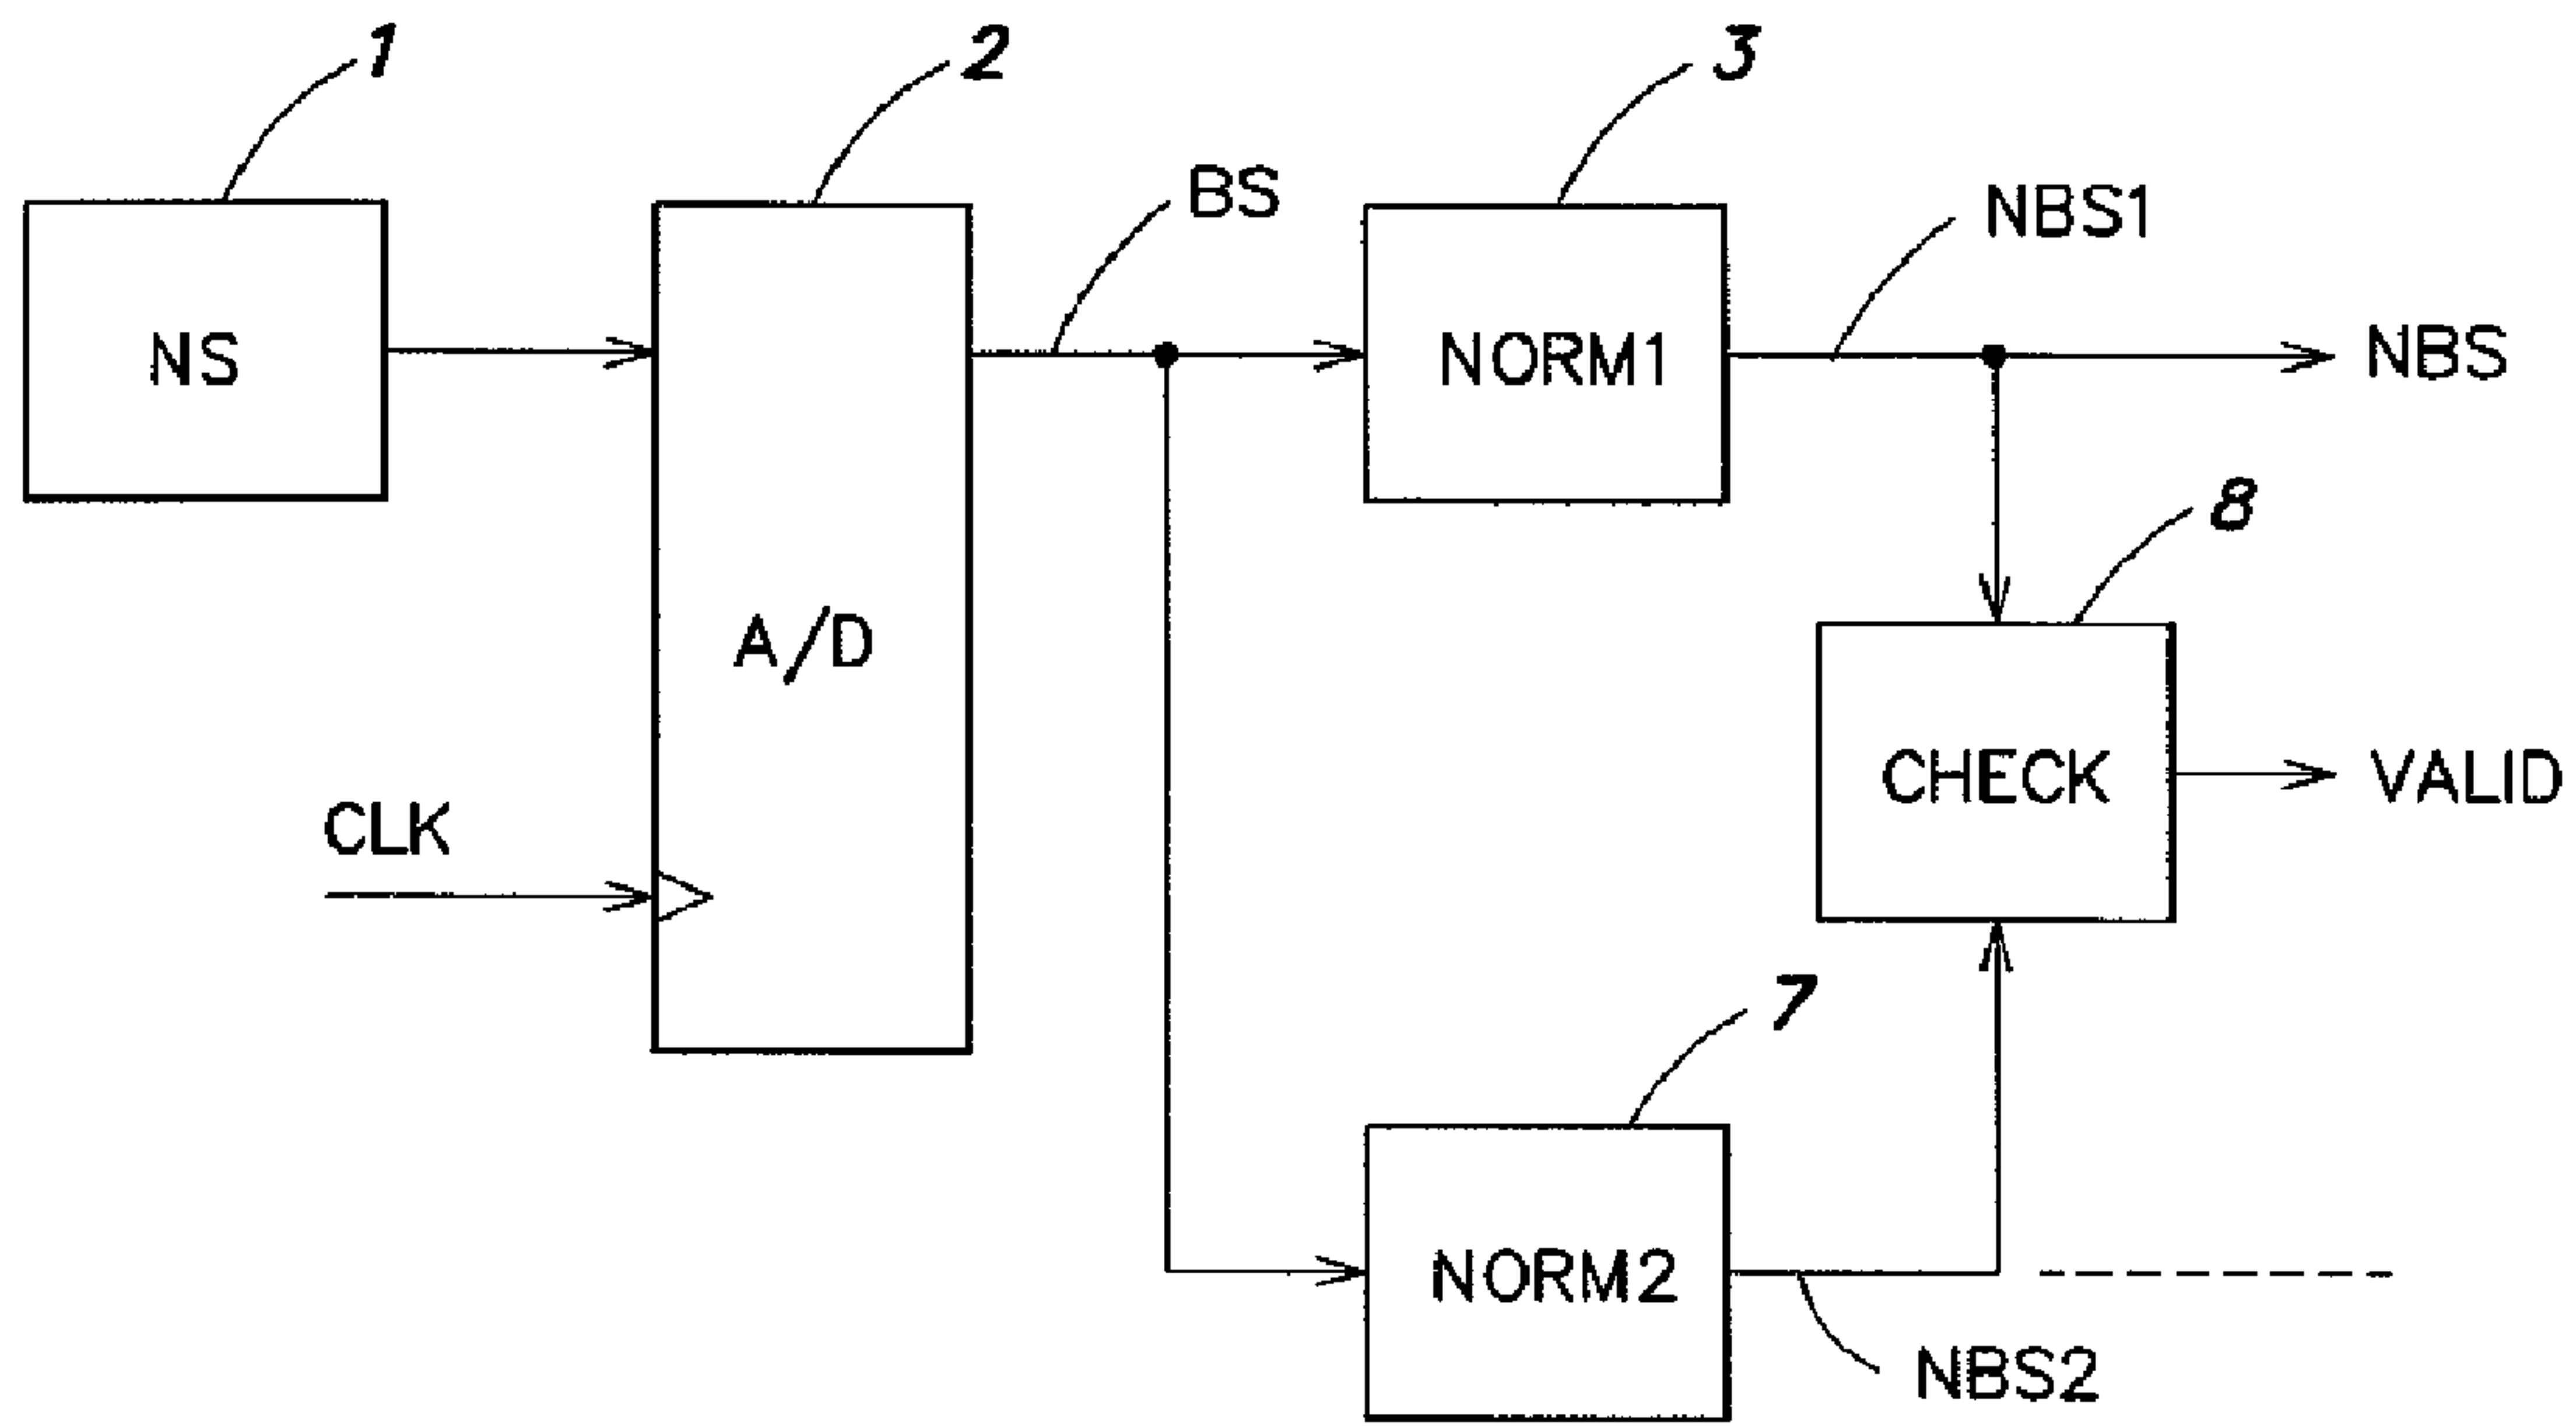 1
2
3
BS
NBS1
NS
NORM1
NBS
8
A/D
CHECK
VALID
CLK
7
NORM2
NBS2